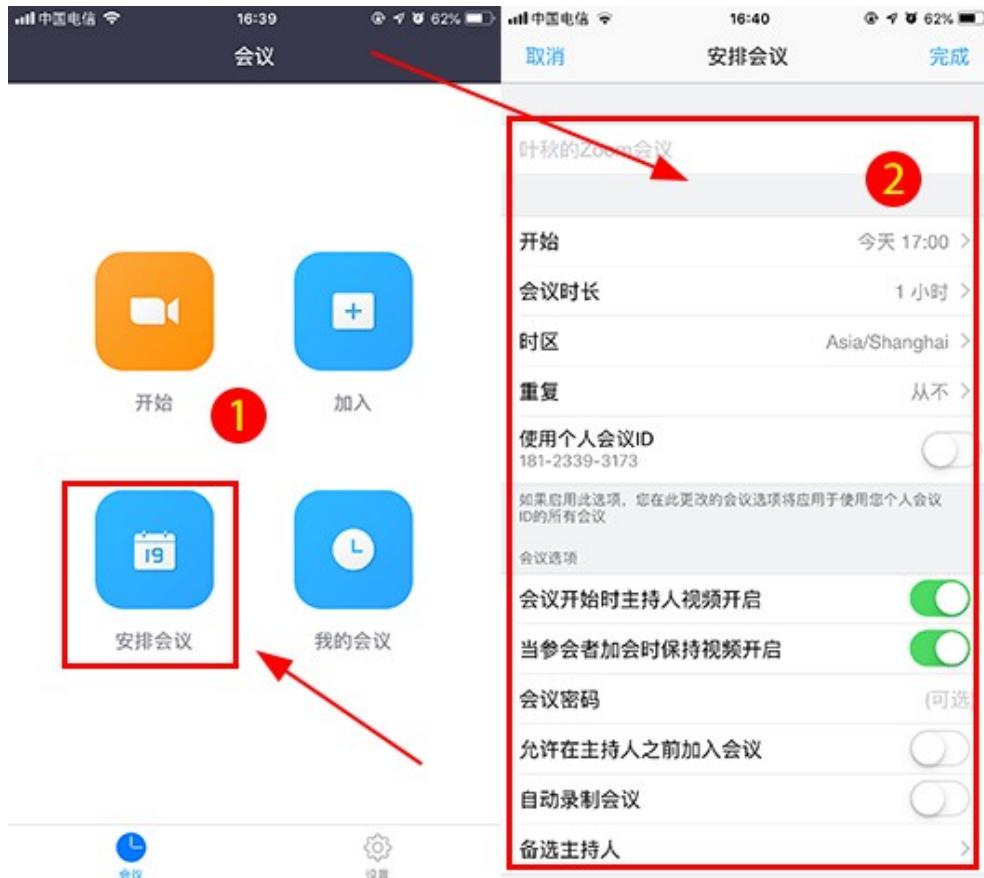 中国电信
16:39
62%
会议
开始
加入
1
安排会议
我的会议
会议
设置
中国电信
16:40
62%
取消
安排会议
完成
叶秋的Zoom会议
2
开始
今天 17:00
会议时长
1 小时
时区
Asia/Shanghai
重复
从不
使用个人会议ID
181-2339-3173
如果启用此选项，您在此更改的会议选项将应用于使用您个人会议
ID的所有会议
会议选项
会议开始时主持人视频开启
当参会者加会时保持视频开启
会议密码
(可选
允许在主持人之前加入会议
自动录制会议
备选主持人